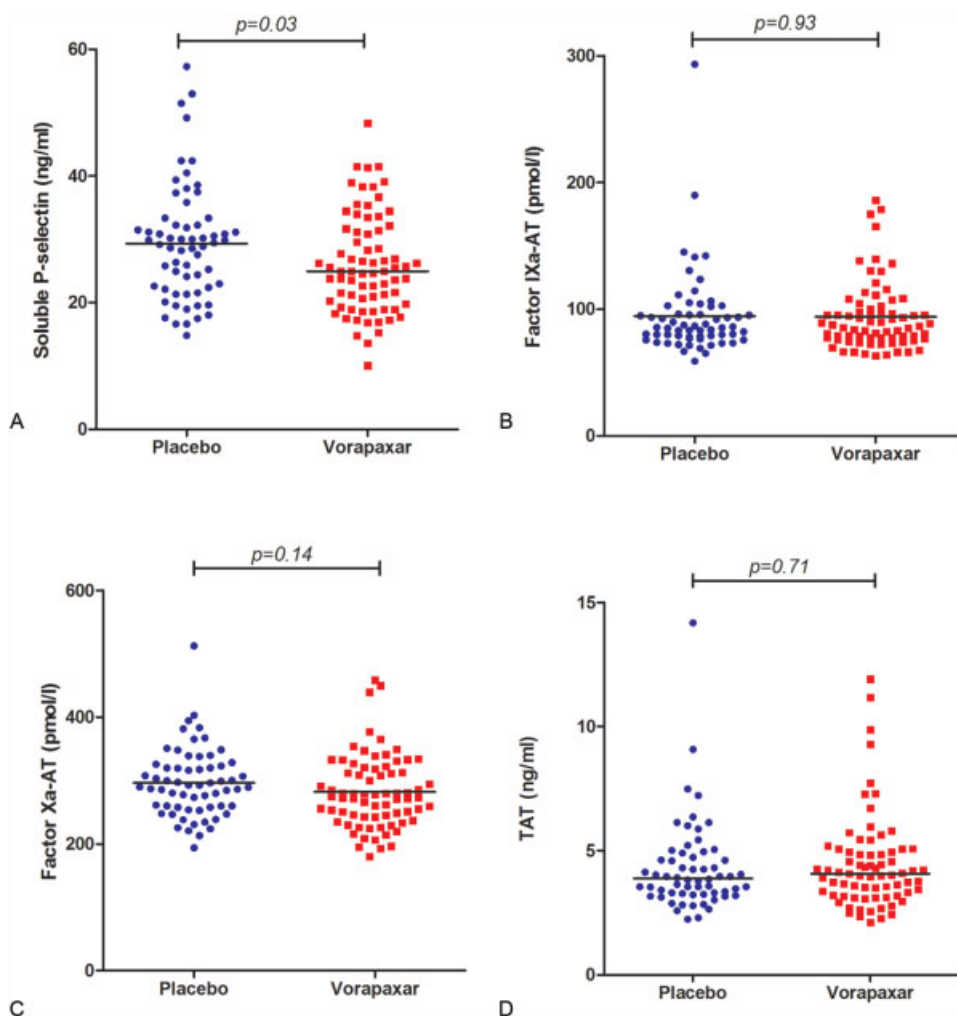 p=0.03
60
40
20
0
Soluble P-selectin (ng/ml)
Placebo
Vorapaxar
A
p=0.93
300
200
100
0
Factor IXa-AT (pmol/l)
Placebo
Vorapaxar
B
p=0.14
600
400
200
0
Factor Xa-AT (pmol/l)
Placebo
Vorapaxar
C
p=0.71
15
10
5
0
TAT (ng/ml)
Placebo
Vorapaxar
D